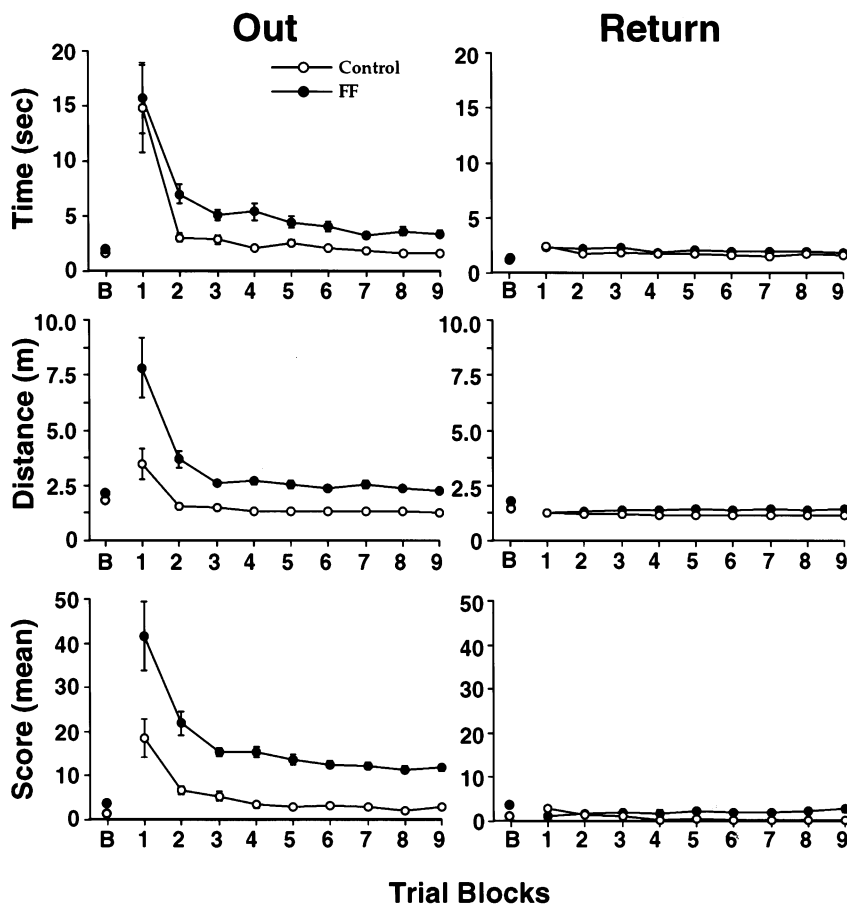 Out Return
Control
FF
Time (sec)
20
15
10
5
0
B 1 2 3 4 5 6 7 8 9
20
15
10
5
0
B 1 2 3 4 5 6 7 8 9
Distance (m)
10.0
7.5
5.0
2.5
0
B 1 2 3 4 5 6 7 8 9
10.0
7.5
5.0
2.5
0
B 1 2 3 4 5 6 7 8 9
Score (mean)
50
40
30
20
10
0
B 1 2 3 4 5 6 7 8 9
50
40
30
20
10
0
B 1 2 3 4 5 6 7 8 9
Trial Blocks